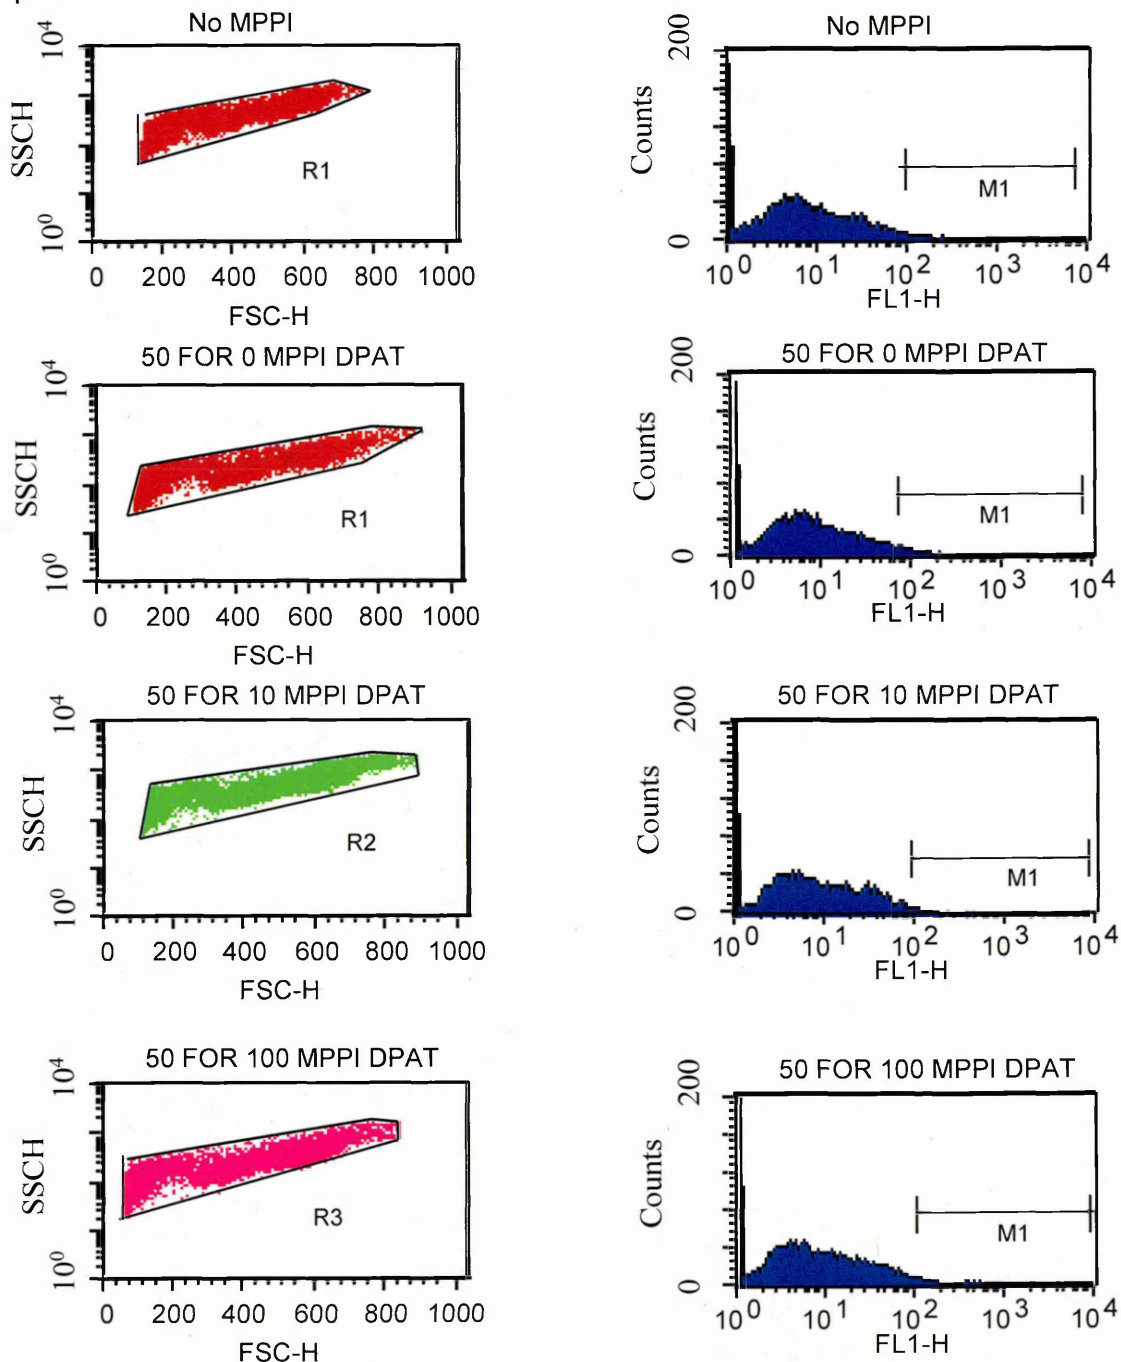 No MPPI
10⁴
SSCH
10⁰
R1
0 200 400 600 800 1000
FSC-H
No MPPI
200
Counts
0
M1
10⁰ 10¹ 10² 10³ 10⁴
FL1-H
50 FOR 0 MPPI DPAT
10⁴
SSCH
10⁰
R1
0 200 400 600 800 1000
FSC-H
50 FOR 0 MPPI DPAT
200
Counts
0
M1
10⁰ 10¹ 10² 10³ 10⁴
FL1-H
50 FOR 10 MPPI DPAT
10⁴
SSCH
10⁰
R2
0 200 400 600 800 1000
FSC-H
50 FOR 10 MPPI DPAT
200
Counts
0
M1
10⁰ 10¹ 10² 10³ 10⁴
FL1-H
50 FOR 100 MPPI DPAT
10⁴
SSCH
10⁰
R3
0 200 400 600 800 1000
FSC-H
50 FOR 100 MPPI DPAT
200
Counts
0
M1
10⁰ 10¹ 10² 10³ 10⁴
FL1-H